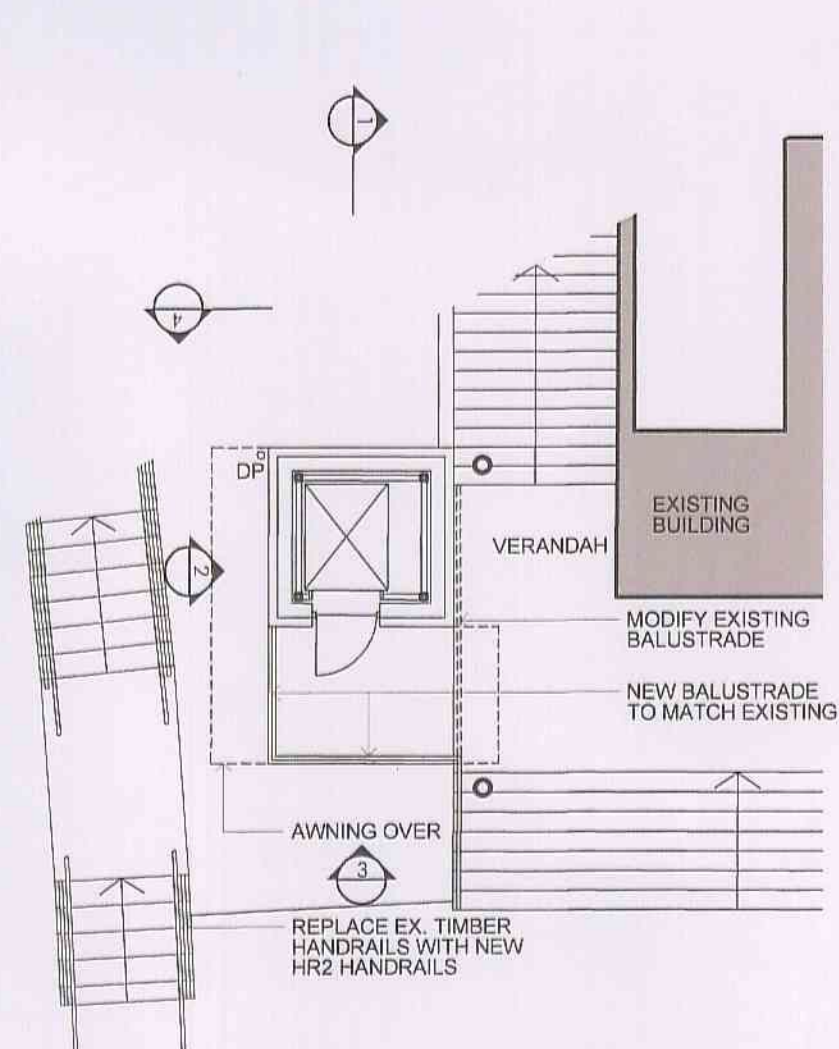 1
4
DP
EXISTING
BUILDING
VERANDAH
2
MODIFY EXISTING
BALUSTRADE
NEW BALUSTRADE
TO MATCH EXISTING
AWNING OVER
3
REPLACE EX. TIMBER
HANDRAILS WITH NEW
HR2 HANDRAILS